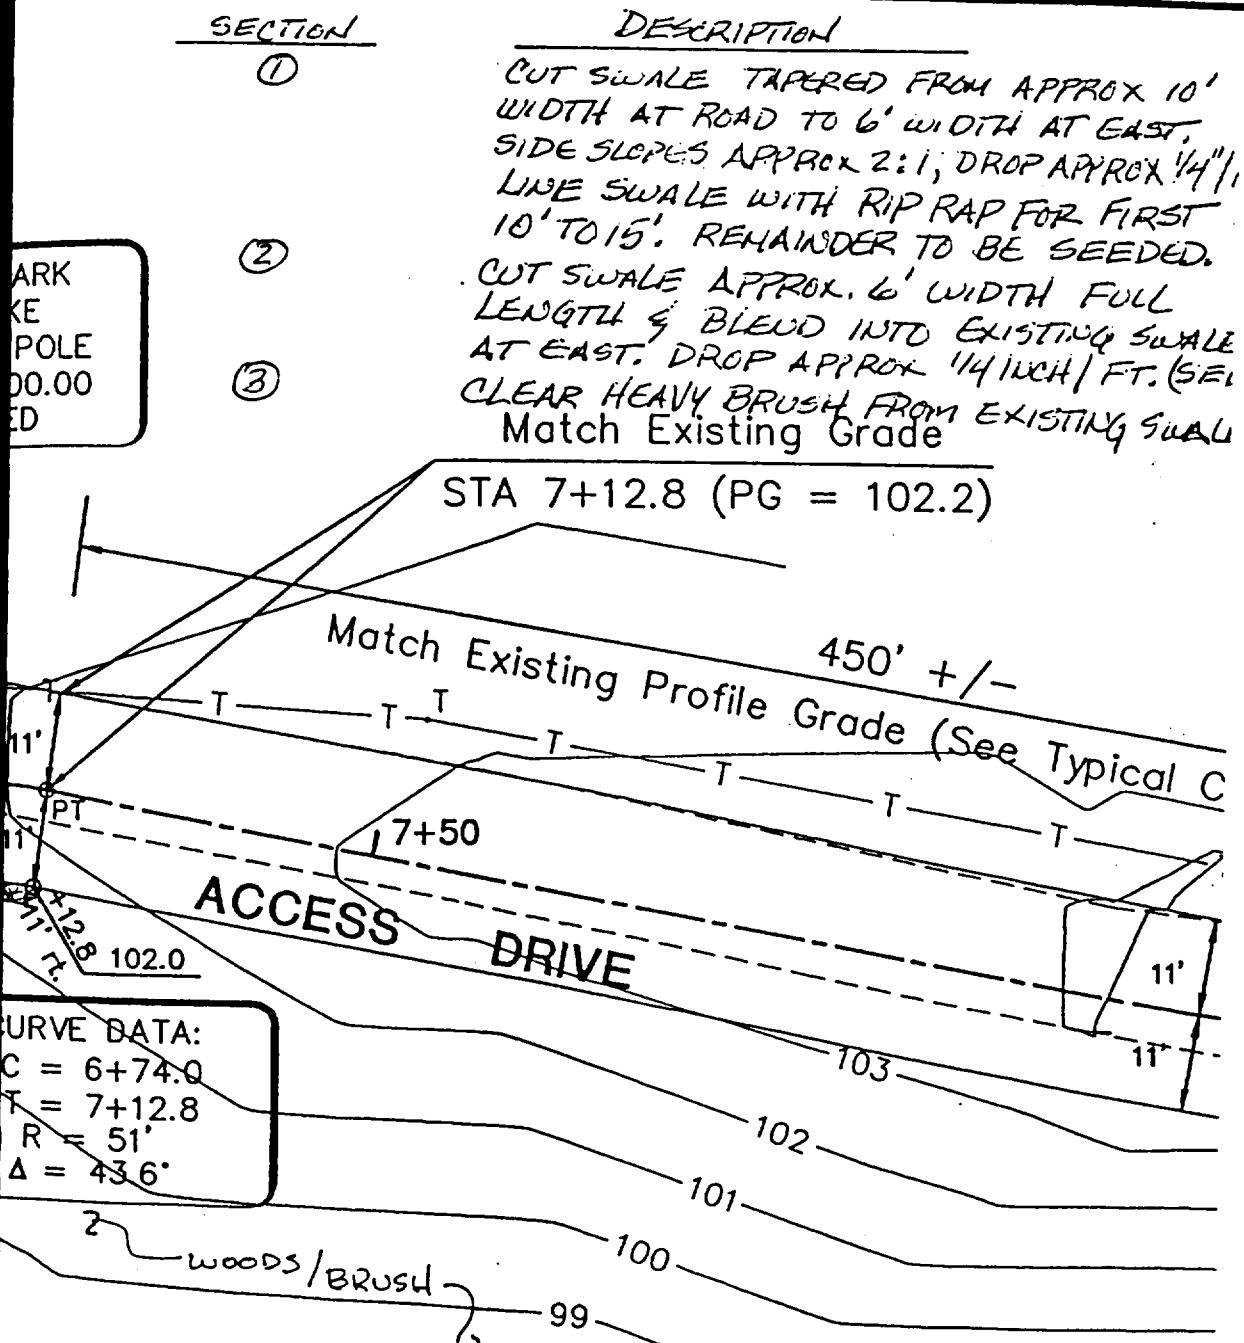 SECTION
DESCRIPTION
①
CUT SWALE TAPERED FROM APPROX 10'
WIDTH AT ROAD TO 6' WIDTH AT EAST.
SIDE SLOPES APPROX 2:1, DROP APPROX 1/4"/
LINE SWALE WITH RIP RAP FOR FIRST
10' TO 15'. REMAINDER TO BE SEEDED.
②
CUT SWALE APPROX. 6' WIDTH FULL
LENGTH & BLEND INTO EXISTING SWALE
AT EAST. DROP APPROX 1/4 INCH / FT.
③
CLEAR HEAVY BRUSH FROM EXISTING
ARK
KE
POLE
00.00
ED
Match Existing Grade
STA 7+12.8 (PG = 102.2)
450' +/-
Match Existing Profile Grade (See Typical C
T
T
T
T
T
T
T
T
11'
PT
11'
7+50
ACCESS DRIVE
+12.8
11' rt.
102.0
11'
11'
CURVE DATA:
C = 6+74.0
T = 7+12.8
R = 51'
Δ = 43.6°
103
102
101
100
99
WOODS/BRUSH